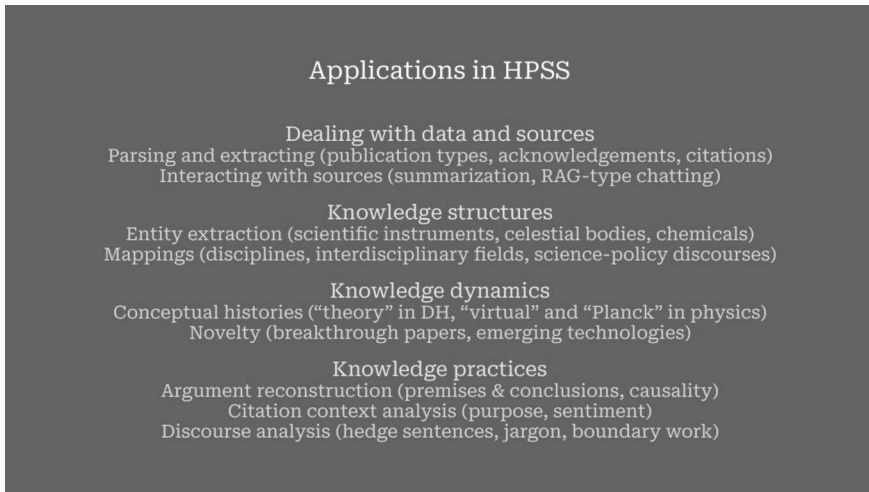 Applications in HPSS
Dealing with data and sources
Parsing and extracting (publication types, acknowledgements, citations)
Interacting with sources (summarization, RAG-type chatting)
Knowledge structures
Entity extraction (scientific instruments, celestial bodies, chemicals)
Mappings (disciplines, interdisciplinary fields, science-policy discourses)
Knowledge dynamics
Conceptual histories (“theory” in DH, “virtual” and “Planck” in physics)
Novelty (breakthrough papers, emerging technologies)
Knowledge practices
Argument reconstruction (premises & conclusions, causality)
Citation context analysis (purpose, sentiment)
Discourse analysis (hedge sentences, jargon, boundary work)